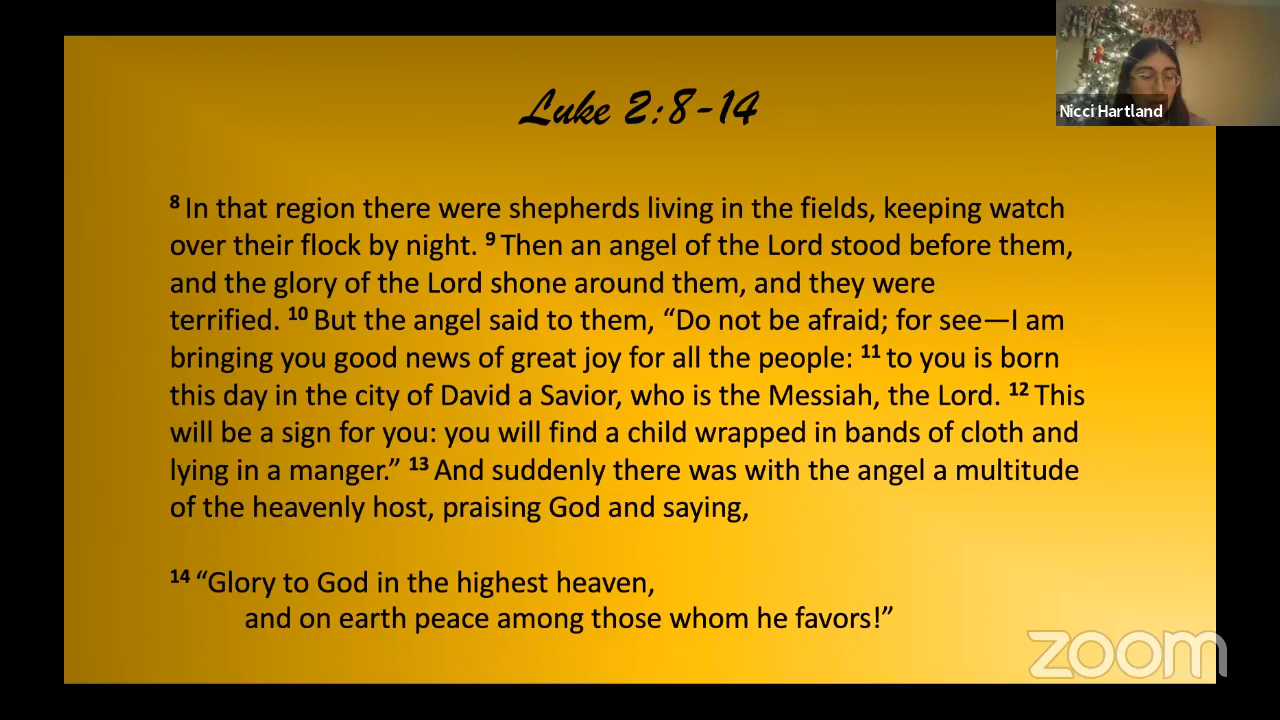 Nicci Hartland
Luke 2:8-14
8 In that region there were shepherds living in the fields, keeping watch
over their flock by night. 9 Then an angel of the Lord stood before them,
and the glory of the Lord shone around them, and they were
terrified. 10 But the angel said to them, “Do not be afraid; for see—I am
bringing you good news of great joy for all the people: 11 to you is born
this day in the city of David a Savior, who is the Messiah, the Lord. 12 This
will be a sign for you: you will find a child wrapped in bands of cloth and
lying in a manger.” 13 And suddenly there was with the angel a multitude
of the heavenly host, praising God and saying,
14 “Glory to God in the highest heaven,
and on earth peace among those whom he favors!”
zoom